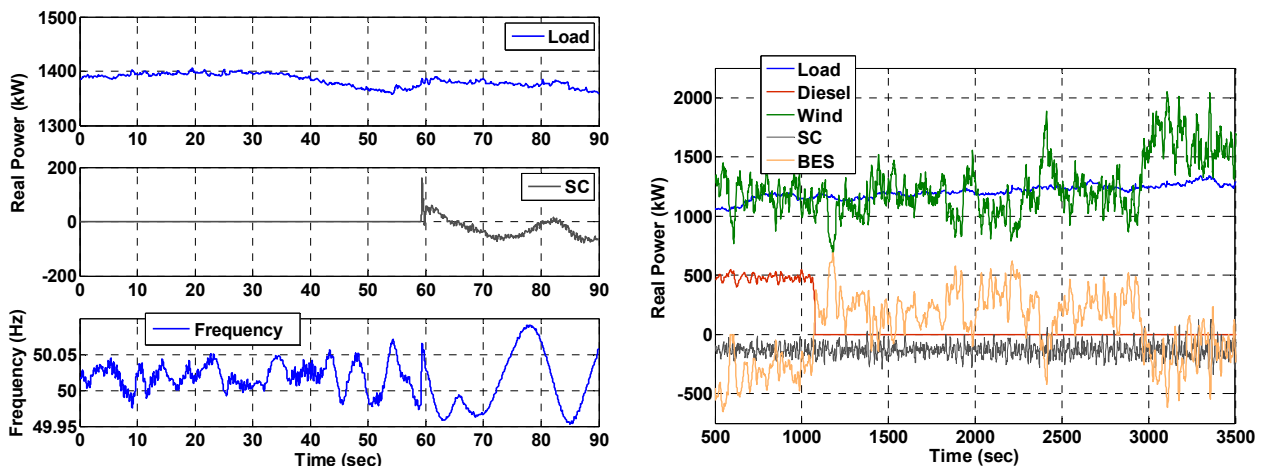 1500
1400
1300
Real Power (kW)
Load
0 10 20 30 40 50 60 70 80 90
200
0
-200
SC
0 10 20 30 40 50 60 70 80 90
Frequency (Hz)
50.05
50
49.95
Frequency
0 10 20 30 40 50 60 70 80 90
Time (sec)
Real Power (kW)
2000
1500
1000
500
0
-500
Load
Diesel
Wind
SC
BES
500 1000 1500 2000 2500 3000 3500
Time (sec)